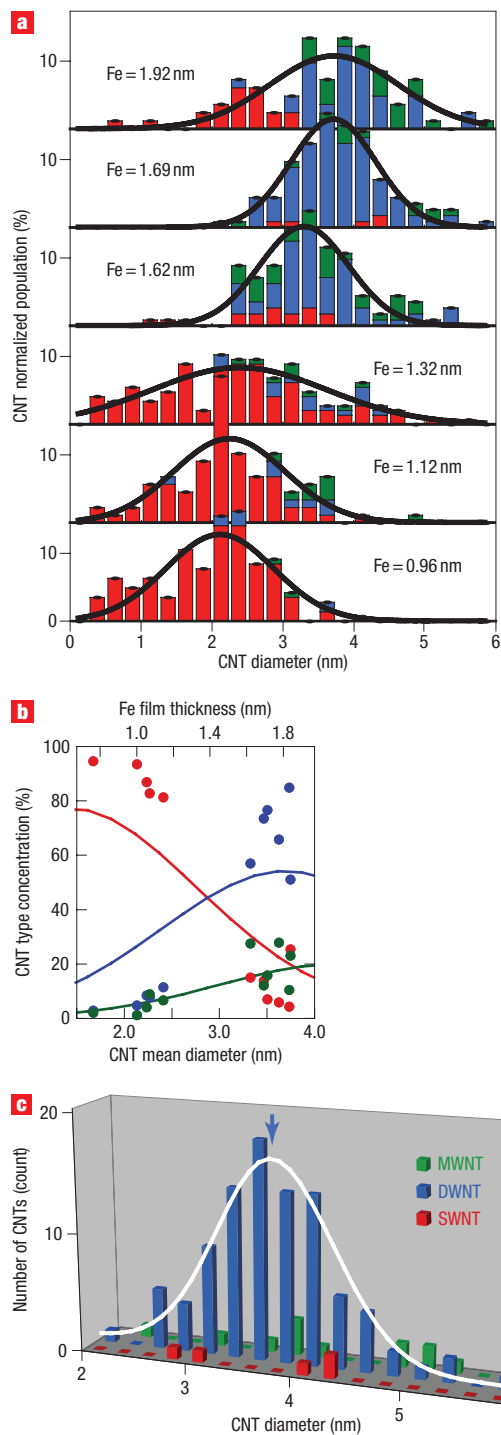 a
10
Fe = 1.92 nm
10
Fe = 1.69 nm
10
Fe = 1.62 nm
10
Fe = 1.32 nm
10
Fe = 1.12 nm
10
Fe = 0.96 nm
0
0 1 2 3 4 5 6
CNT diameter (nm)
CNT normalized population (%)
b
Fe film thickness (nm)
1.0 1.4 1.8
100
80
60
40
20
0
2.0 3.0 4.0
CNT mean diameter (nm)
CNT type concentration (%)
c
20
10
0
MWNT
DWNT
SWNT
2 3 4 5
CNT diameter (nm)
Number of CNTs (count)